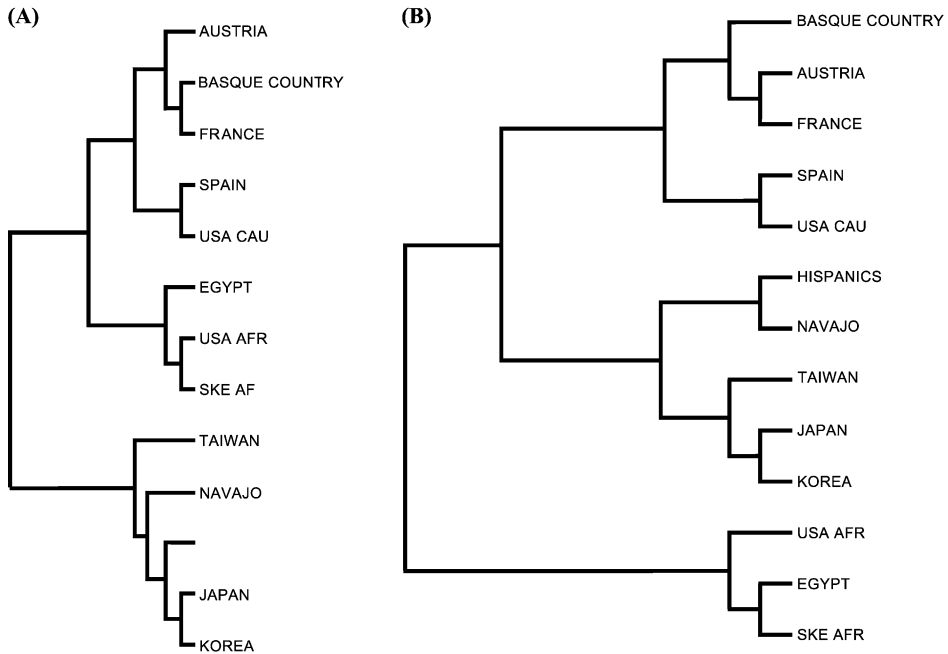 (A)
AUSTRIA
BASQUE COUNTRY
FRANCE
SPAIN
USA CAU
EGYPT
USA AFR
SKE AF
TAIWAN
NAVAJO
JAPAN
KOREA
(B)
BASQUE COUNTRY
AUSTRIA
FRANCE
SPAIN
USA CAU
HISPANICS
NAVAJO
TAIWAN
JAPAN
KOREA
USA AFR
EGYPT
SKE AFR